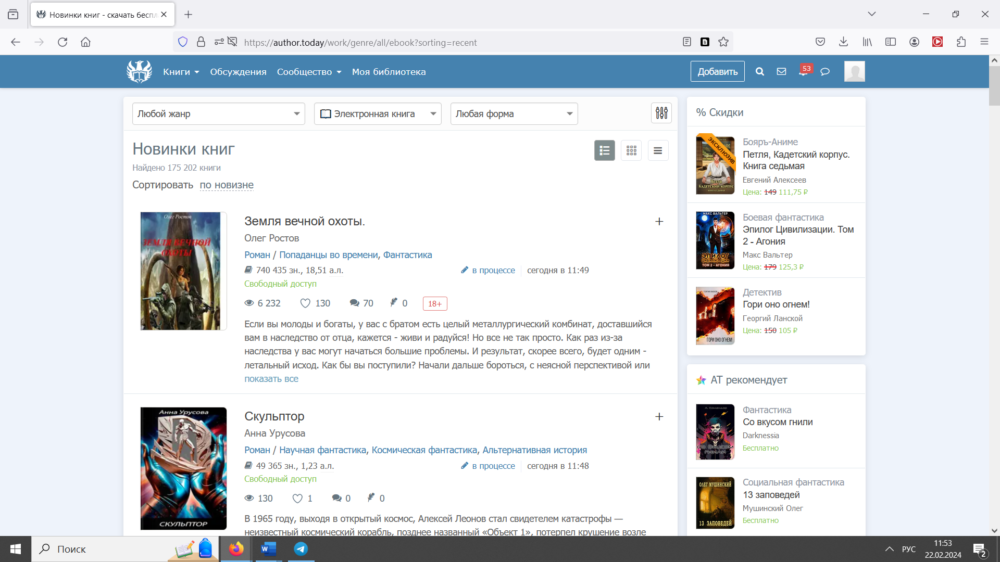 Новинки книг - скачать беспл
https://author.today/work/genre/all/ebook?sorting=recent
Книги
Обсуждения
Сообщество
Моя библиотека
Добавить
53
Любой жанр
Электронная книга
Любая форма
Новинки книг
Найдено 175 202 книги
Сортировать по новизне
Олег Ростов
ЗЕМЛЯ ВЕЧНОЙ
ОХОТЫ
Земля вечной охоты.
Олег Ростов
Роман / Попаданцы во времени, Фантастика
740 435 зн., 18,51 а.л.
в процессе
сегодня в 11:49
Свободный доступ
6 232
130
70
0
18+
Если вы молоды и богаты, у вас с братом есть целый металлургический комбинат, доставшийся
вам в наследство от отца, кажется - живи и радуйся! Но все не так просто. Как раз из-за
наследства у вас могут начаться большие проблемы. И результат, скорее всего, будет одним -
летальный исход. Как бы вы поступили? Начали дальше бороться, с неясной перспективой или
показать все
Анна Урусова
СКУЛЬПТОР
Скульптор
Анна Урусова
Роман / Научная фантастика, Космическая фантастика, Альтернативная история
49 365 зн., 1,23 а.л.
в процессе
сегодня в 11:48
Свободный доступ
130
1
0
0
В 1965 году, выходя в открытый космос, Алексей Леонов стал свидетелем катастрофы —
неизвестный космический корабль, позднее названный «Объект 1», потерпел крушение возле
% Скидки
ЭКСКЛЮЗИВ
ПЕТЛЯ
КАДЕТСКИЙ КОРПУС
КНИГА СЕДЬМАЯ
Бояръ-Аниме
Петля, Кадетский корпус.
Книга седьмая
Евгений Алексеев
Цена: 149 111,75 ₽
МАКС ВАЛЬТЕР
ЭПИЛОГ
ЦИВИЛИЗАЦИИ
ТОМ 2 - АГОНИЯ
Боевая фантастика
Эпилог Цивилизации. Том
2 - Агония
Макс Вальтер
Цена: 179 125,3 ₽
ГОРИ ОНО ОГНЕМ!
Детектив
Гори оно огнем!
Георгий Ланской
Цена: 150 105 ₽
АТ рекомендует
СО ВКУСОМ
ГНИЛИ
Фантастика
Со вкусом гнили
Darknessia
Бесплатно
ОЛЕГ МУШИНСКИЙ
13 ЗАПОВЕДЕЙ
Социальная фантастика
13 заповедей
Мушинский Олег
Бесплатно
Поиск
РУС
11:53
22.02.2024
2